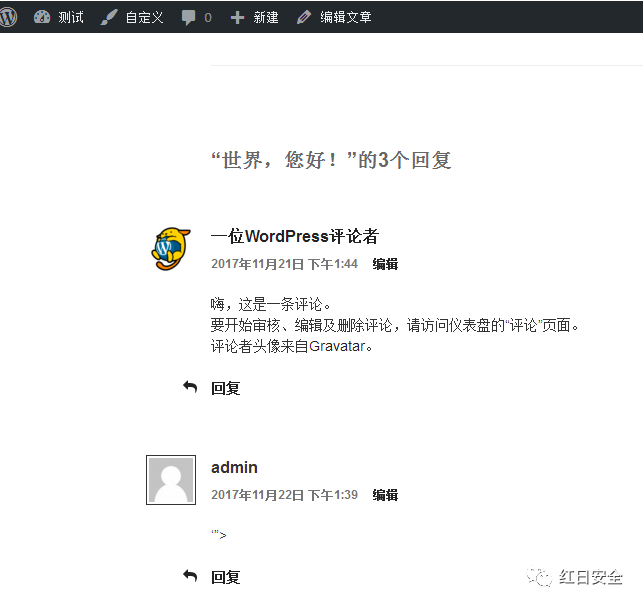 测试 自定义 0 新建 编辑文章
“世界，您好！”的3个回复
一位WordPress评论者
2017年11月21日 下午1:44 编辑
嗨，这是一条评论。
要开始审核、编辑及删除评论，请访问仪表盘的“评论”页面。
评论者头像来自Gravatar。
回复
admin
2017年11月22日 下午1:39 编辑
‘”>
回复
红日安全